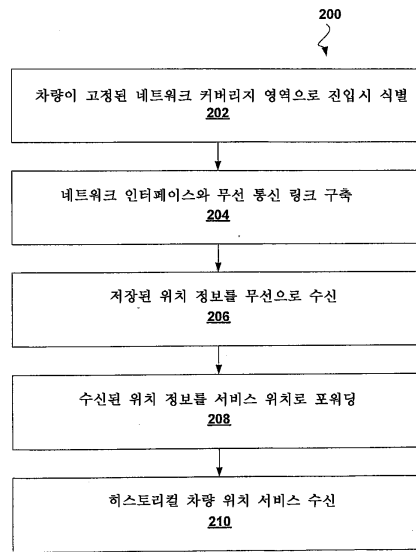 200
차량이 고정된 네트워크 커버리지 영역으로 진입시 식별
202
네트워크 인터페이스와 무선 통신 링크 구축
204
저장된 위치 정보를 무선으로 수신
206
수신된 위치 정보를 서비스 위치로 포워딩
208
히스토리컬 차량 위치 서비스 수신
210